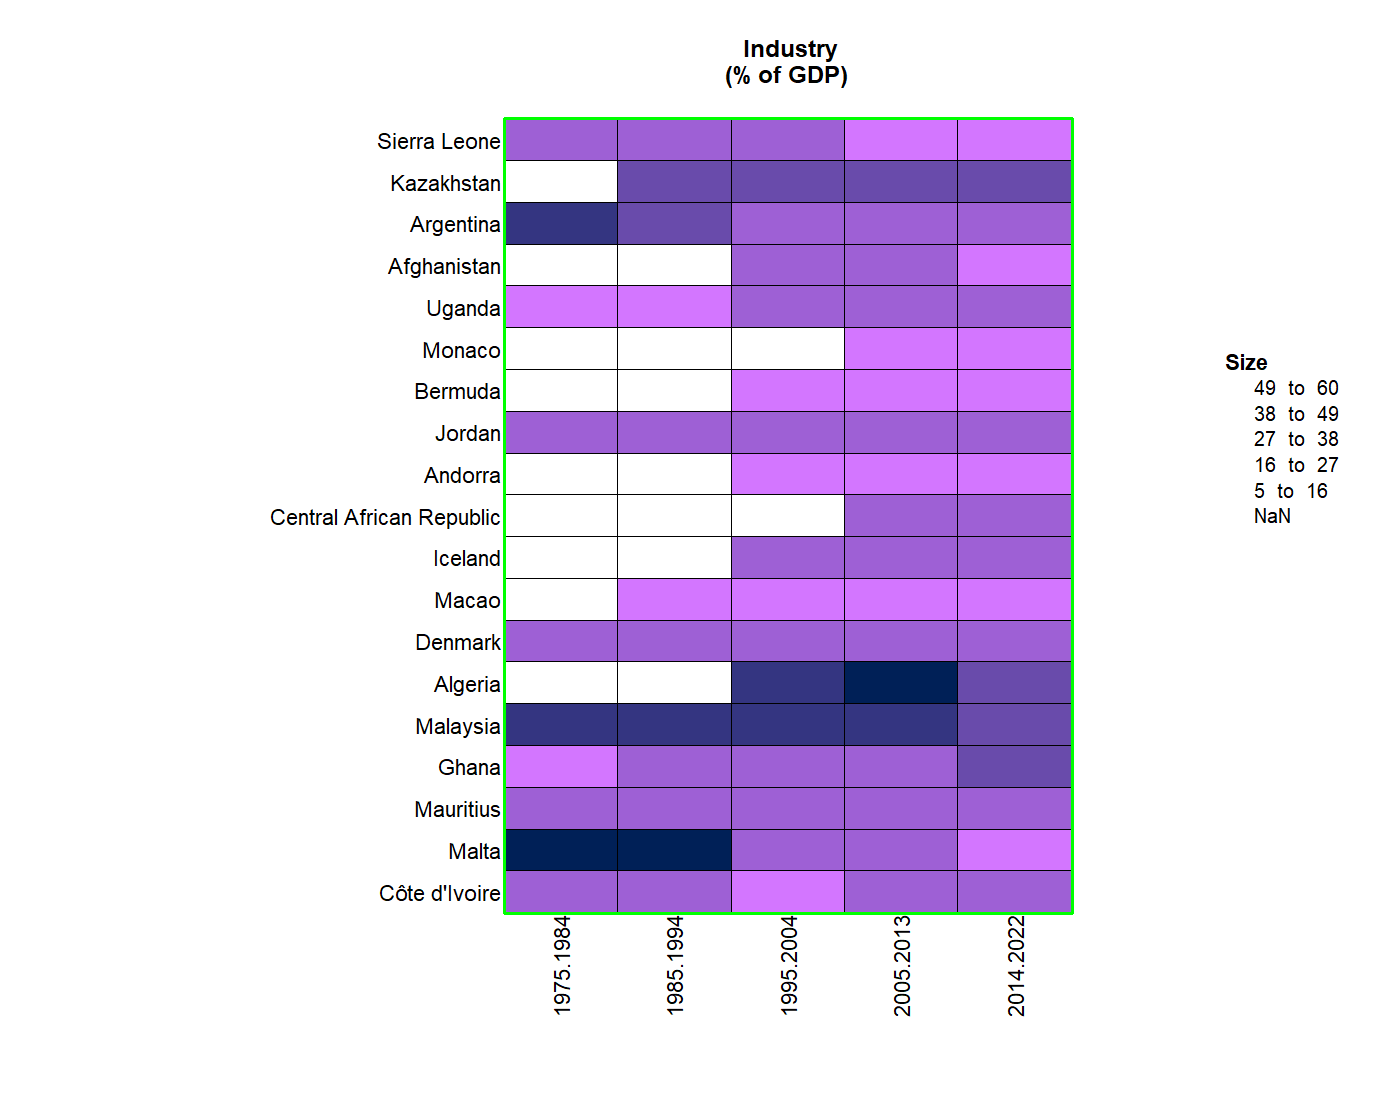 Industry
(% of GDP)
Sierra Leone
Kazakhstan
Argentina
Afghanistan
Uganda
Monaco
Bermuda
Jordan
Andorra
Central African Republic
Iceland
Macao
Denmark
Algeria
Malaysia
Ghana
Mauritius
Malta
Côte d'Ivoire
1975.1984
1985.1994
1995.2004
2005.2013
2014.2022
Size
49 to 60
38 to 49
27 to 38
16 to 27
5 to 16
NaN